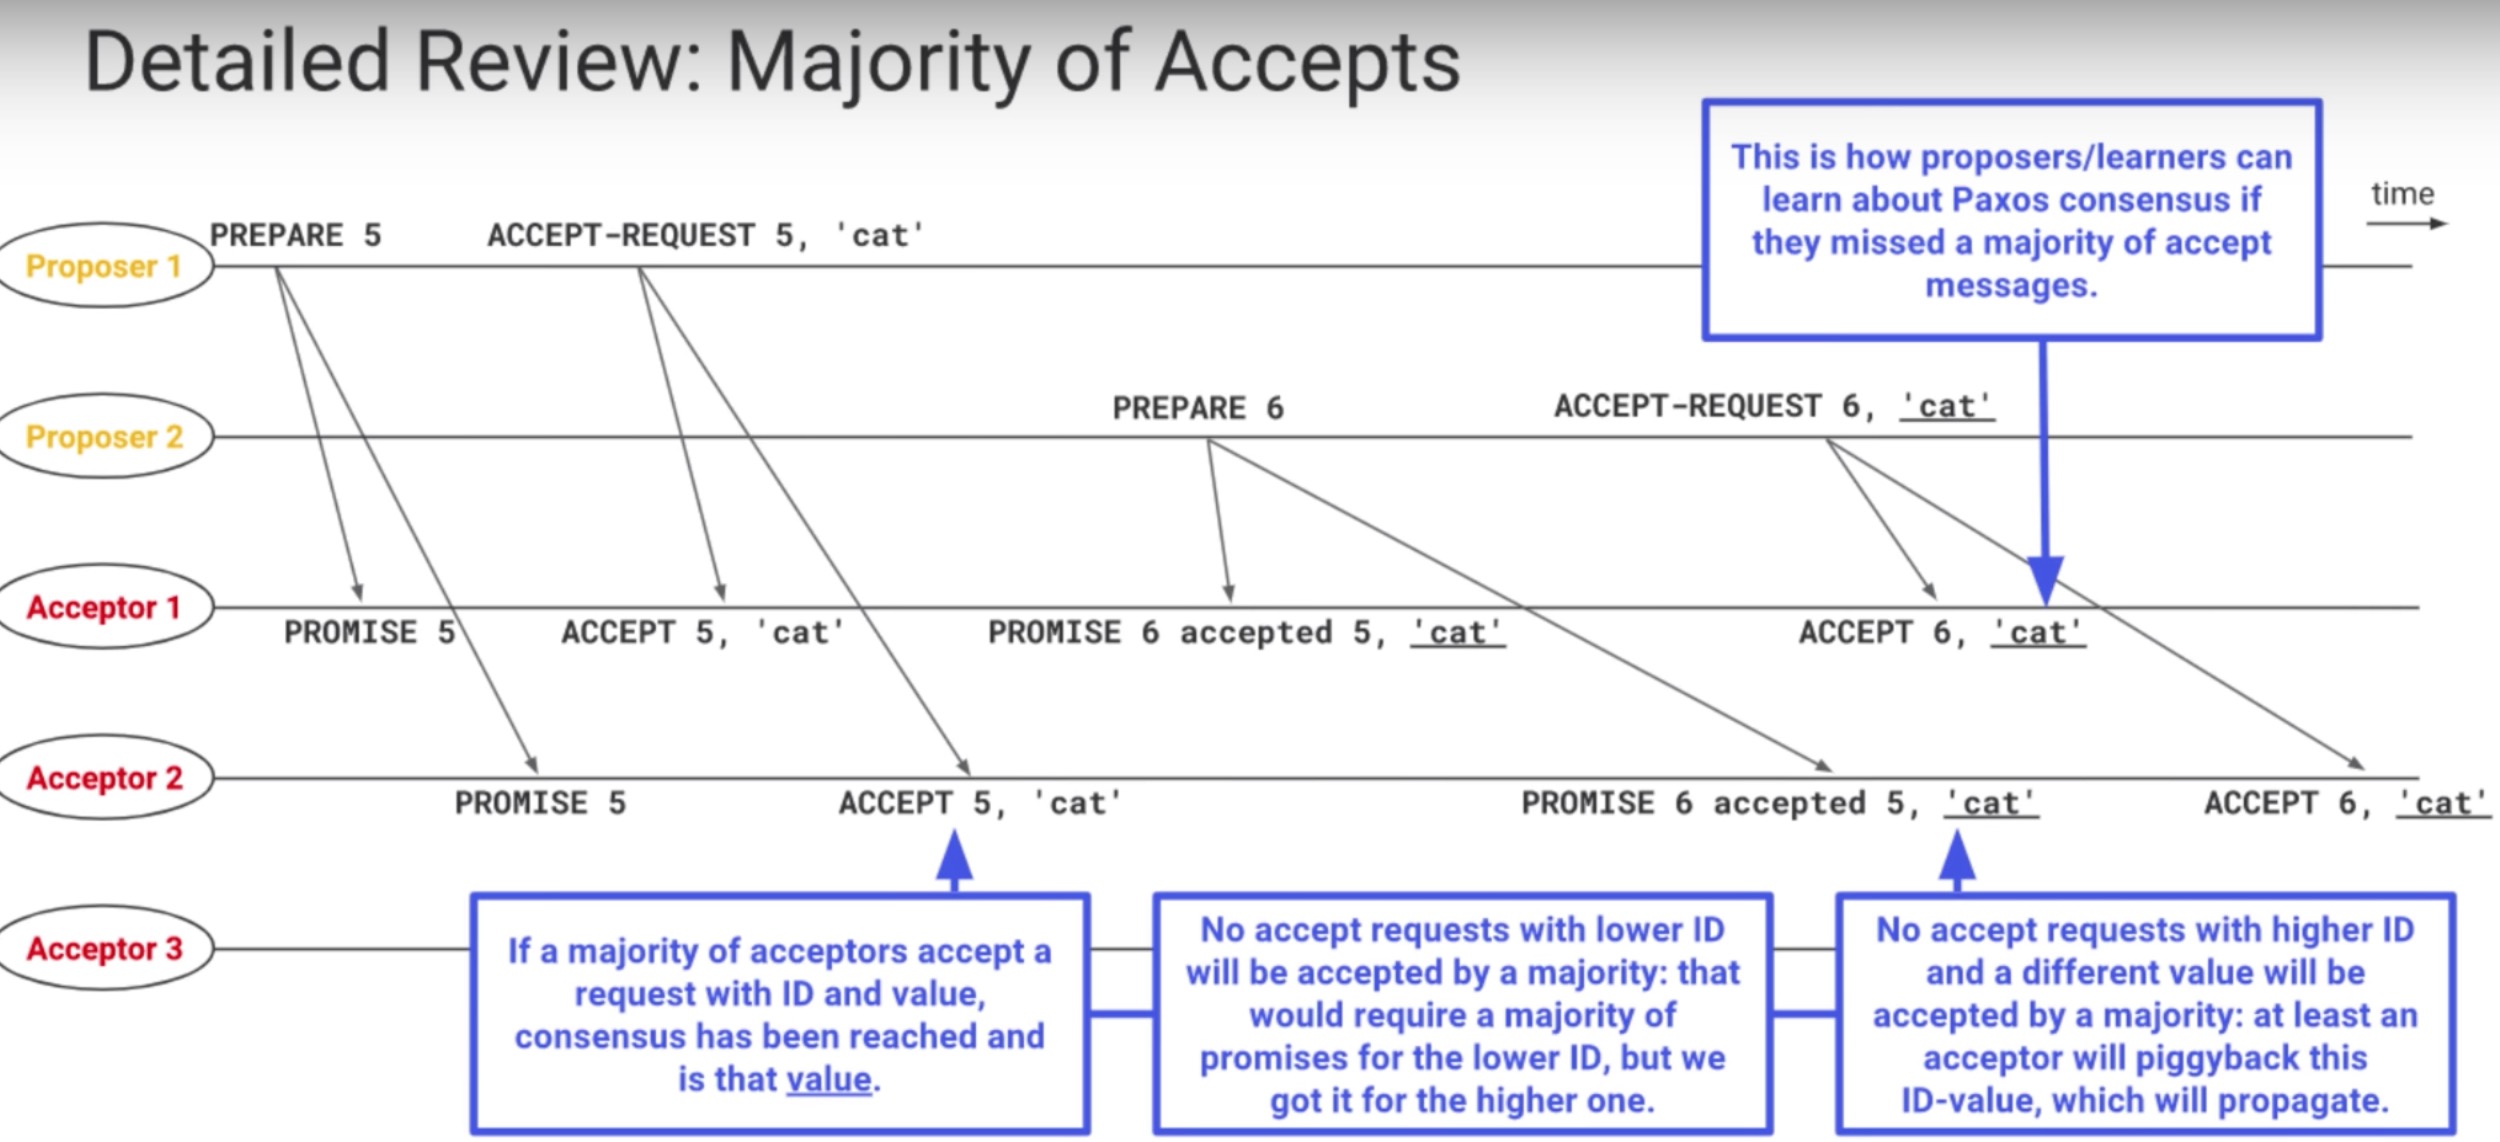 Detailed Review: Majority of Accepts
This is how proposers/learners can
learn about Paxos consensus if
they missed a majority of accept
messages.
time
PREPARE 5
ACCEPT-REQUEST 5, 'cat'
Proposer 1
PREPARE 6
ACCEPT-REQUEST 6, 'cat'
Proposer 2
Acceptor 1
PROMISE 5
ACCEPT 5, 'cat'
PROMISE 6 accepted 5, 'cat'
ACCEPT 6, 'cat'
Acceptor 2
PROMISE 5
ACCEPT 5, 'cat'
PROMISE 6 accepted 5, 'cat'
ACCEPT 6, 'cat'
Acceptor 3
If a majority of acceptors accept a
request with ID and value,
consensus has been reached and
is that value.
No accept requests with lower ID
will be accepted by a majority: that
would require a majority of
promises for the lower ID, but we
got it for the higher one.
No accept requests with higher ID
and a different value will be
accepted by a majority: at least an
acceptor will piggyback this
ID-value, which will propagate.